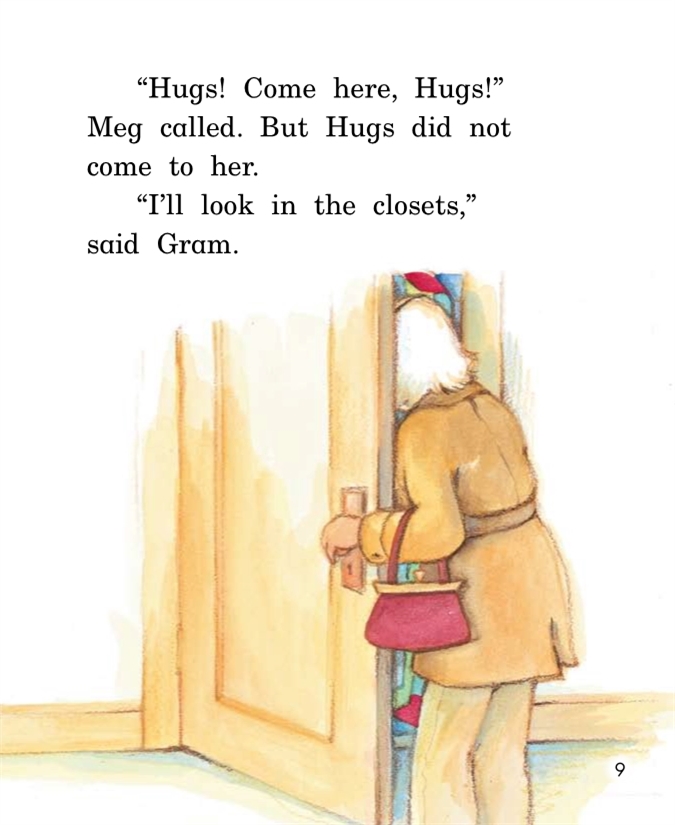 “Hugs! Come here, Hugs!”
Meg called. But Hugs did not
come to her.
“I’ll look in the closets,”
said Gram.
9